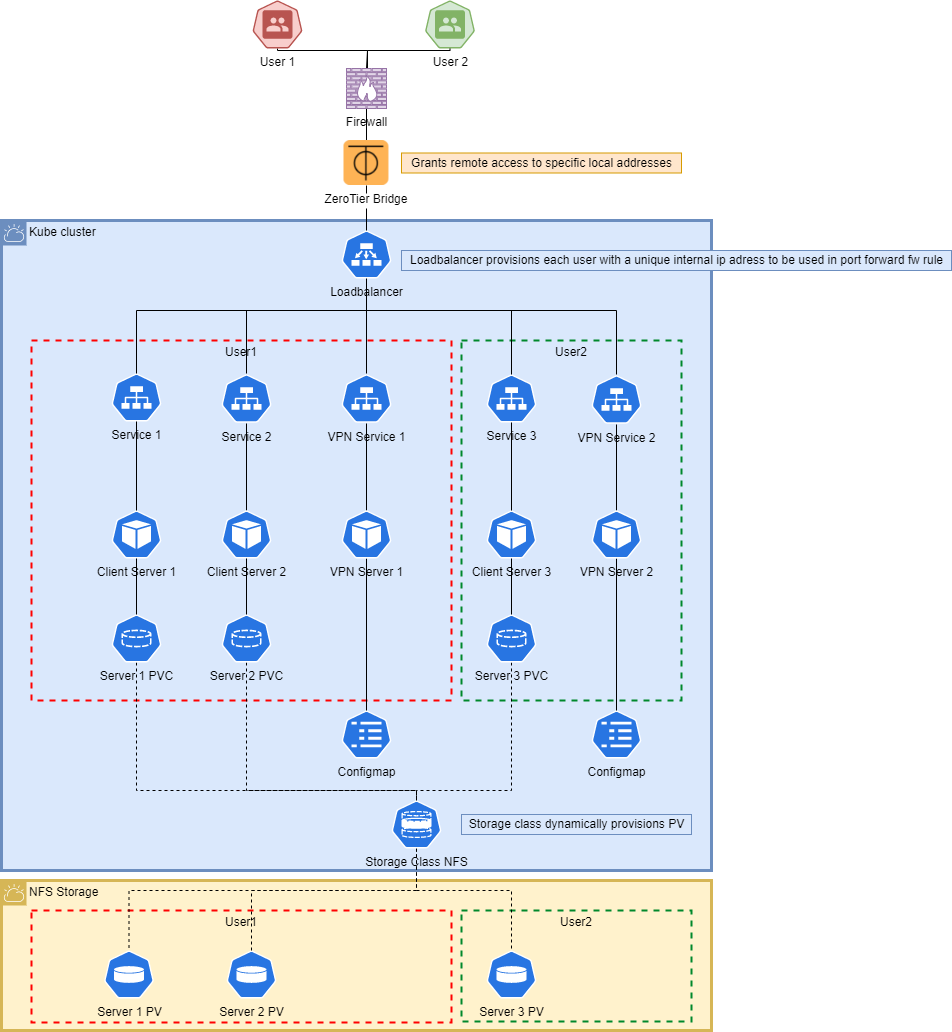 User 1
User 2
Firewall
Grants remote access to specific local addresses
ZeroTier Bridge
Kube cluster
Loadbalancer provisions each user with a unique internal ip adress to be used in port forward fw rule
Loadbalancer
User1
User2
Service 1
Service 2
VPN Service 1
Service 3
VPN Service 2
Client Server 1
Client Server 2
VPN Server 1
Client Server 3
VPN Server 2
Server 1 PVC
Server 2 PVC
Server 3 PVC
Configmap
Configmap
Storage class dynamically provisions PV
Storage Class NFS
NFS Storage
User1
User2
Server 1 PV
Server 2 PV
Server 3 PV